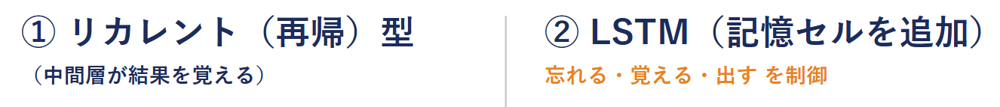 ① リカレント（再帰）型
（中間層が結果を覚える）
② LSTM（記憶セルを追加）
忘れる・覚える・出す を制御